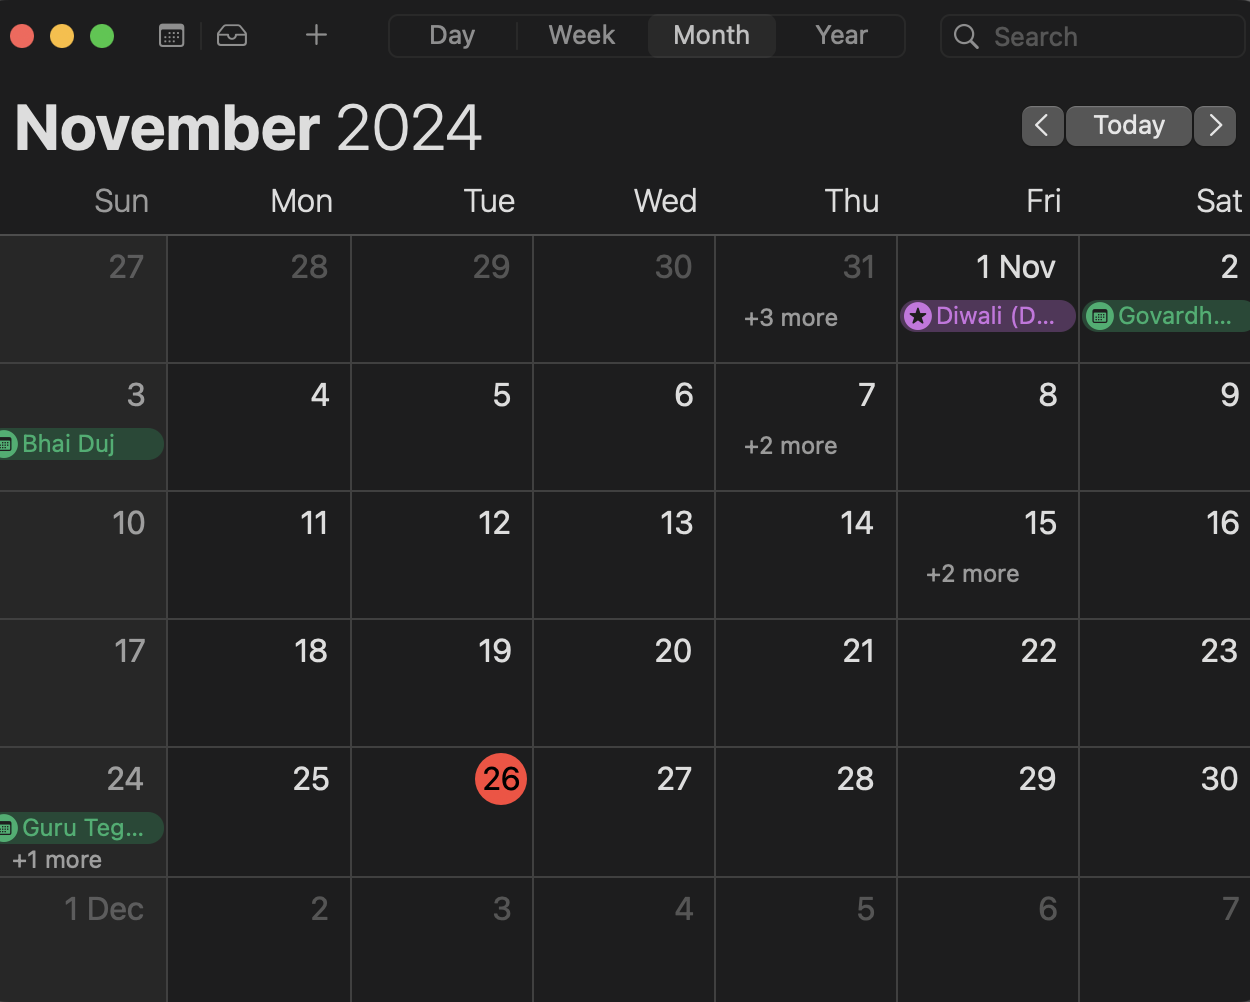 Day Week Month Year Search
November 2024
Today
Sun Mon Tue Wed Thu Fri Sat
27 28 29 30 31 1 Nov 2
+3 more Diwali (D... Govardh...
3 4 5 6 7 8 9
Bhai Duj +2 more
10 11 12 13 14 15 16
+2 more
17 18 19 20 21 22 23
24 25 26 27 28 29 30
Guru Teg...
+1 more
1 Dec 2 3 4 5 6 7